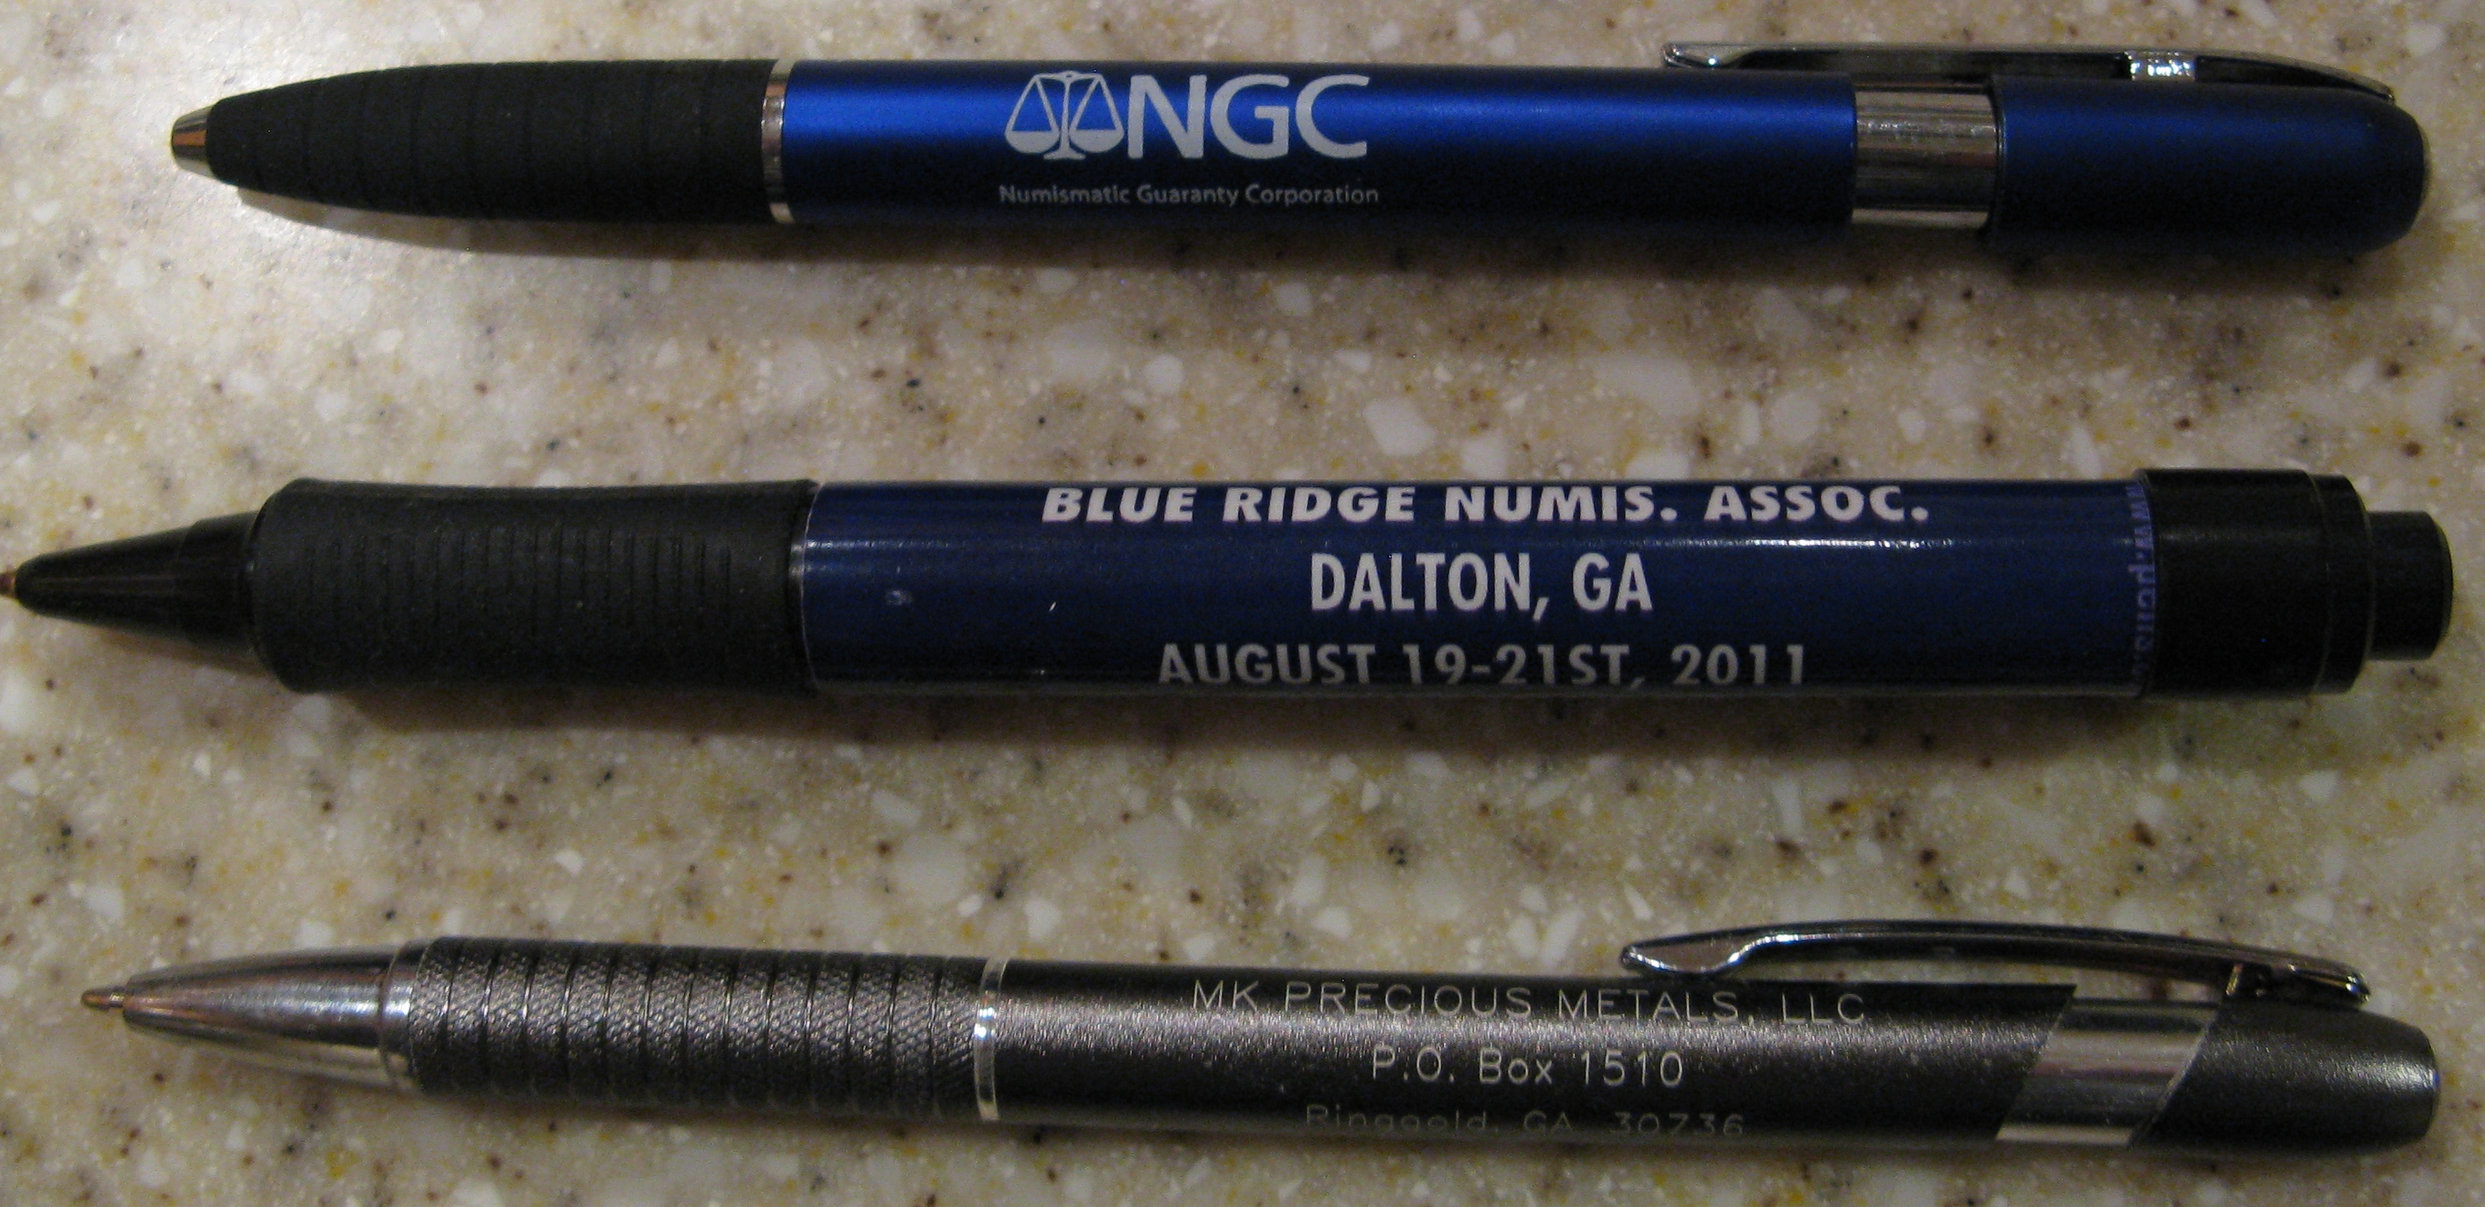 NGC
Numismatic Guaranty Corporation
BLUE RIDGE NUMIS. ASSOC.
DALTON, GA
AUGUST 19-21ST, 2011
MK PRECIOUS METALS, LLC
P.O. Box 1510
Ringgold, GA 30736